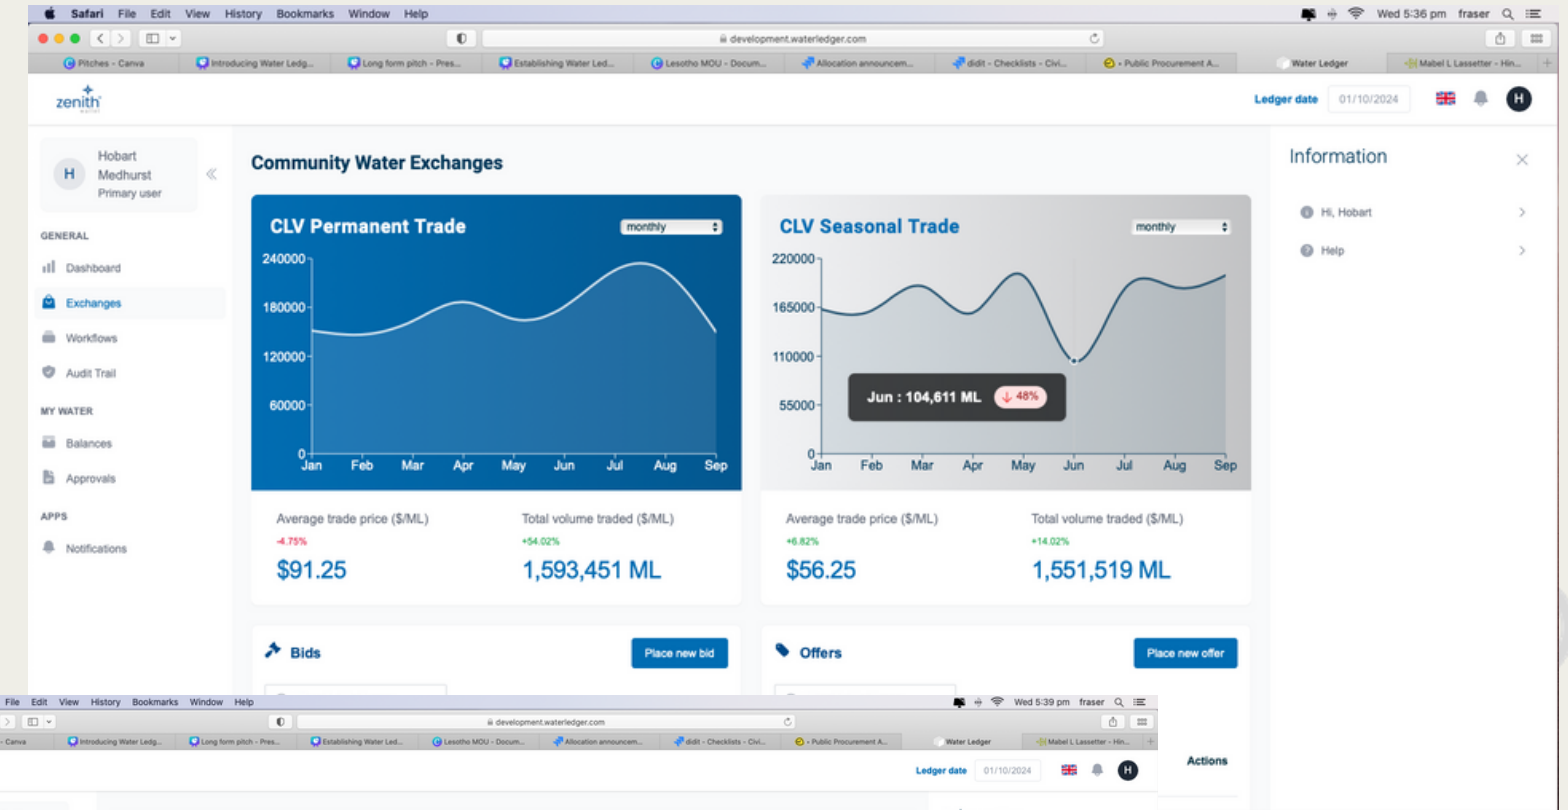 Safari File Edit View History Bookmarks Window Help
Wed 5:36 pm fraser
development.waterledger.com
Pitches - Canva
Introducing Water Ledg...
Long form pitch - Pres...
Establishing Water Led...
Lesotho MOU - Docum...
Allocation announcem...
didit - Checklists - Civi...
- Public Procurement A...
Water Ledger
Mabel L Lassetter - Hin...
zenith
Ledger date 01/10/2024
H
H
Hobart
Medhurst
Primary user
GENERAL
Dashboard
Exchanges
Workflows
Audit Trail
MY WATER
Balances
Approvals
APPS
Notifications
Community Water Exchanges
CLV Permanent Trade
monthly
240000
180000
120000
60000
0
Jan Feb Mar Apr May Jun Jul Aug Sep
Average trade price ($/ML)
-4.75%
$91.25
Total volume traded ($/ML)
+54.02%
1,593,451 ML
CLV Seasonal Trade
monthly
220000
165000
110000
55000
0
Jun : 104,611 ML ↓ 48%
Jan Feb Mar Apr May Jun Jul Aug Sep
Average trade price ($/ML)
+6.82%
$56.25
Total volume traded ($/ML)
+14.02%
1,551,519 ML
Information
Hi, Hobart
Help
Bids
Place new bid
Offers
Place new offer
File Edit View History Bookmarks Window Help
Wed 5:39 pm fraser
development.waterledger.com
- Canva
Introducing Water Ledg...
Long form pitch - Pres...
Establishing Water Led...
Lesotho MOU - Docum...
Allocation announcem...
didit - Checklists - Civi...
- Public Procurement A...
Water Ledger
Mabel L Lassetter - Hin...
Ledger date 01/10/2024
H
Actions